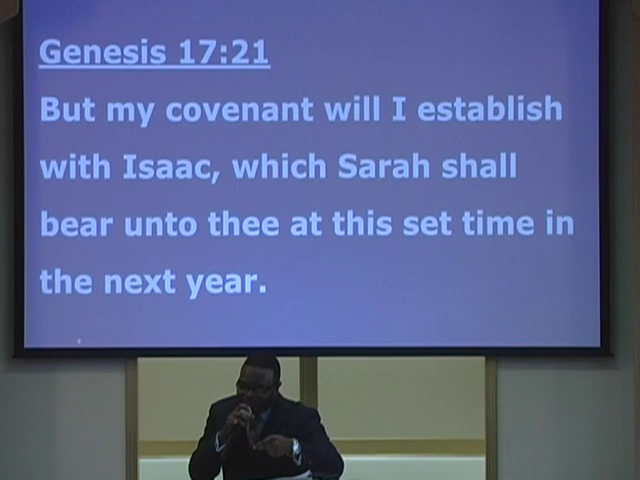 Genesis 17:21
But my covenant will I establish
with Isaac, which Sarah shall
bear unto thee at this set time in
the next year.